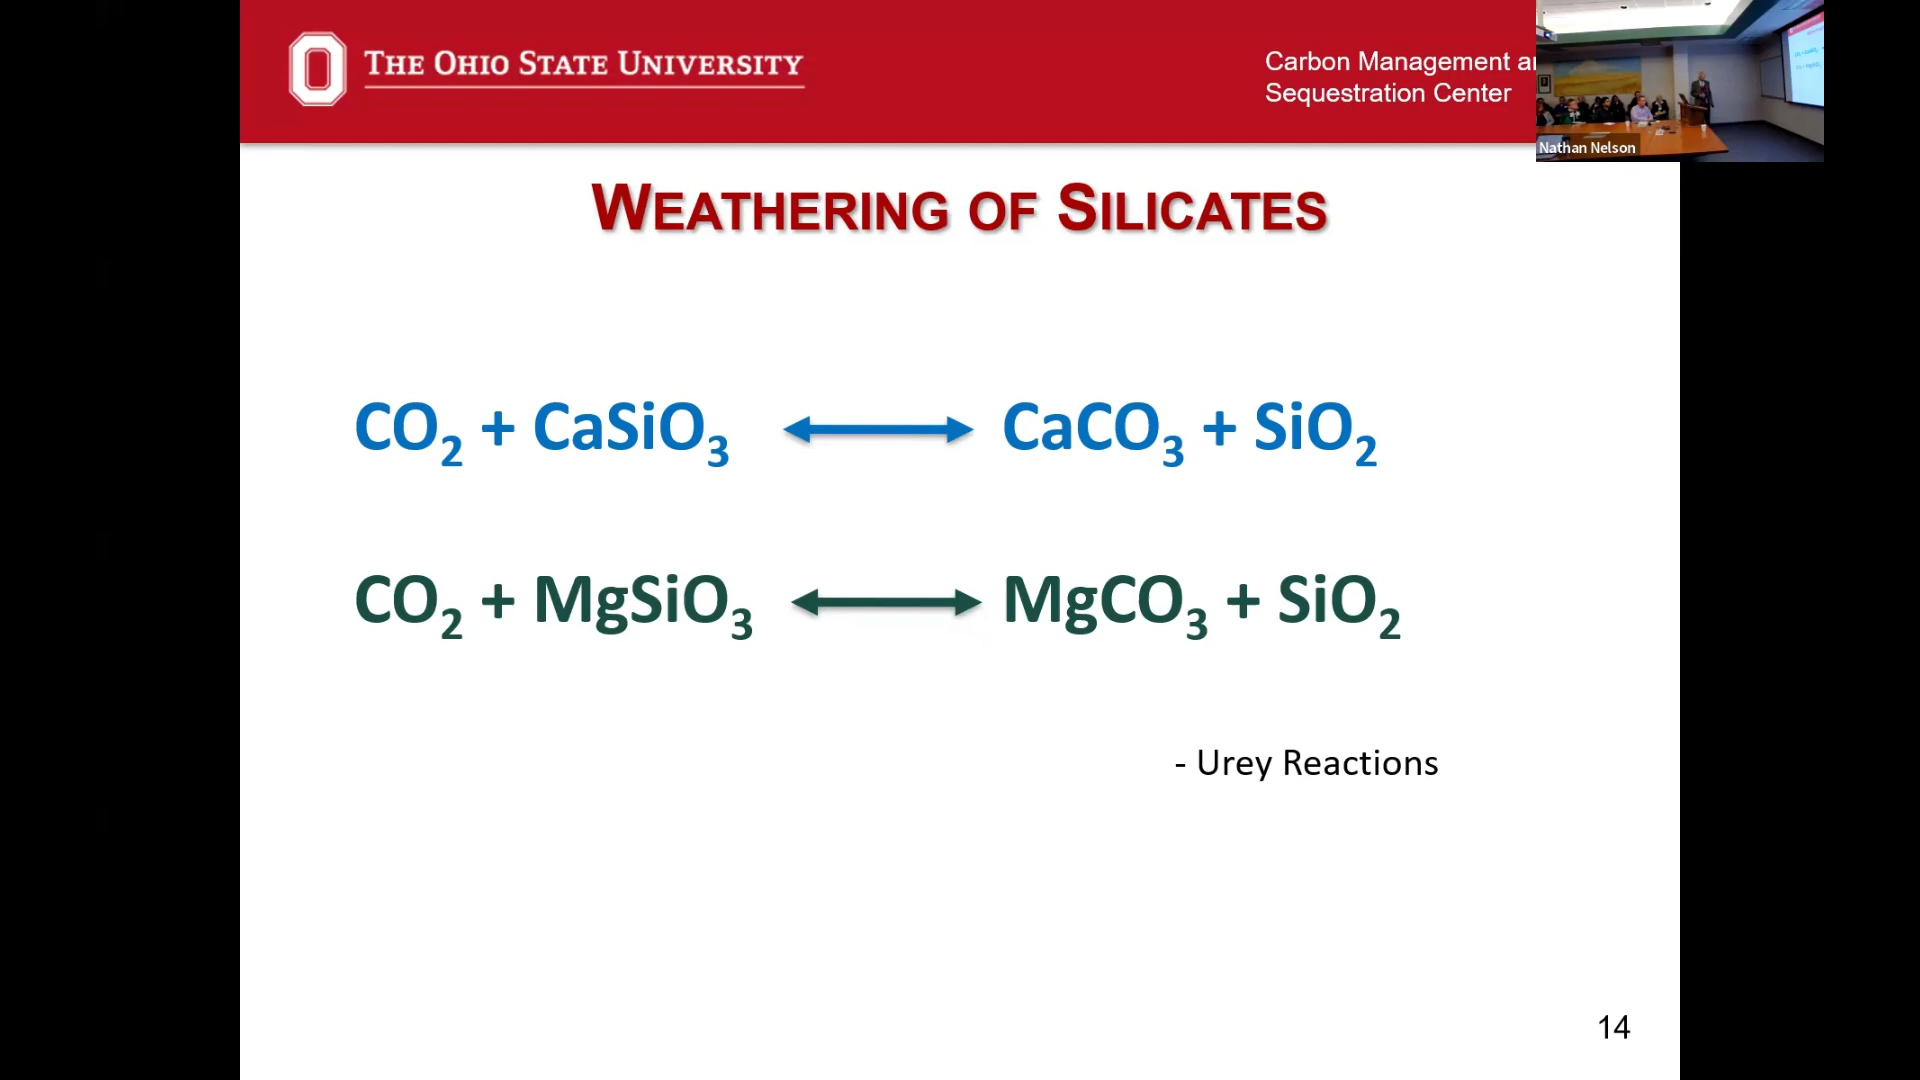 THE OHIO STATE UNIVERSITY
Carbon Management a
Sequestration Center
Nathan Nelson
WEATHERING OF SILICATES
CO₂ + CaSiO₃ ⟷ CaCO₃ + SiO₂
CO₂ + MgSiO₃ ⟷ MgCO₃ + SiO₂
- Urey Reactions
14